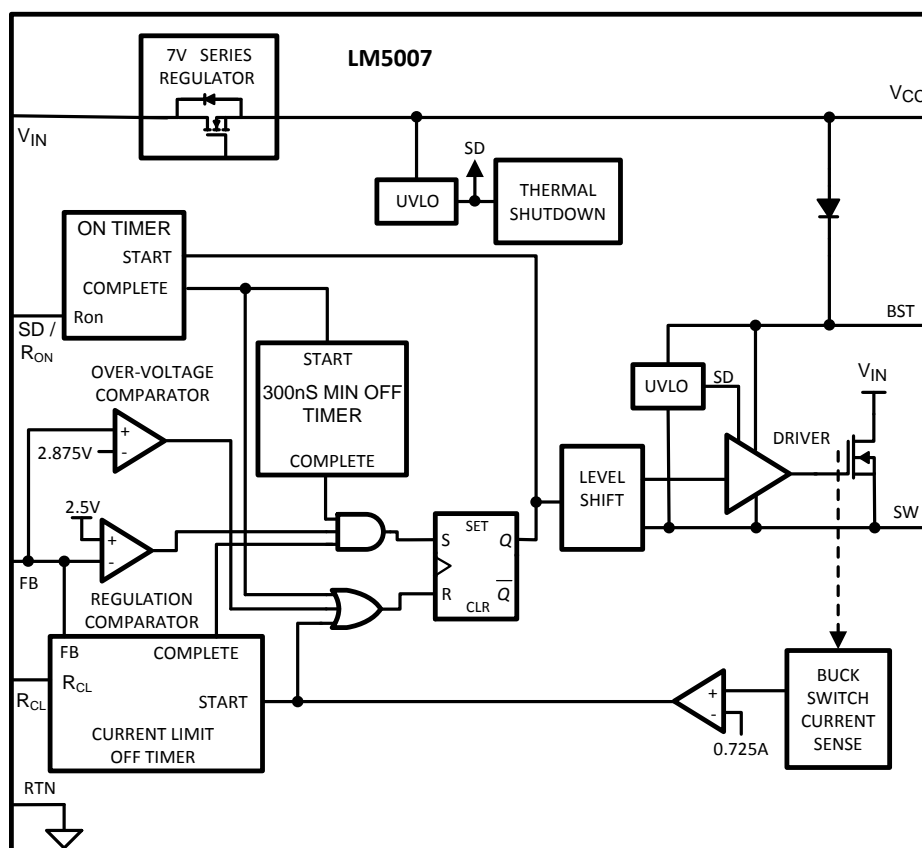 7V SERIES
REGULATOR
LM5007
VCC
VIN
SD
UVLO
THERMAL
SHUTDOWN
ON TIMER
START
COMPLETE
Ron
SD /
RON
BST
OVER-VOLTAGE
COMPARATOR
START
300nS MIN OFF
TIMER
COMPLETE
UVLO
SD
VIN
+
-
2.875V
DRIVER
LEVEL
SHIFT
2.5V
+
-
SET
S
Q
R
Q
CLR
SW
FB
REGULATION
COMPARATOR
FB
COMPLETE
RCL
RCL
START
CURRENT LIMIT
OFF TIMER
+
-
0.725A
BUCK
SWITCH
CURRENT
SENSE
RTN